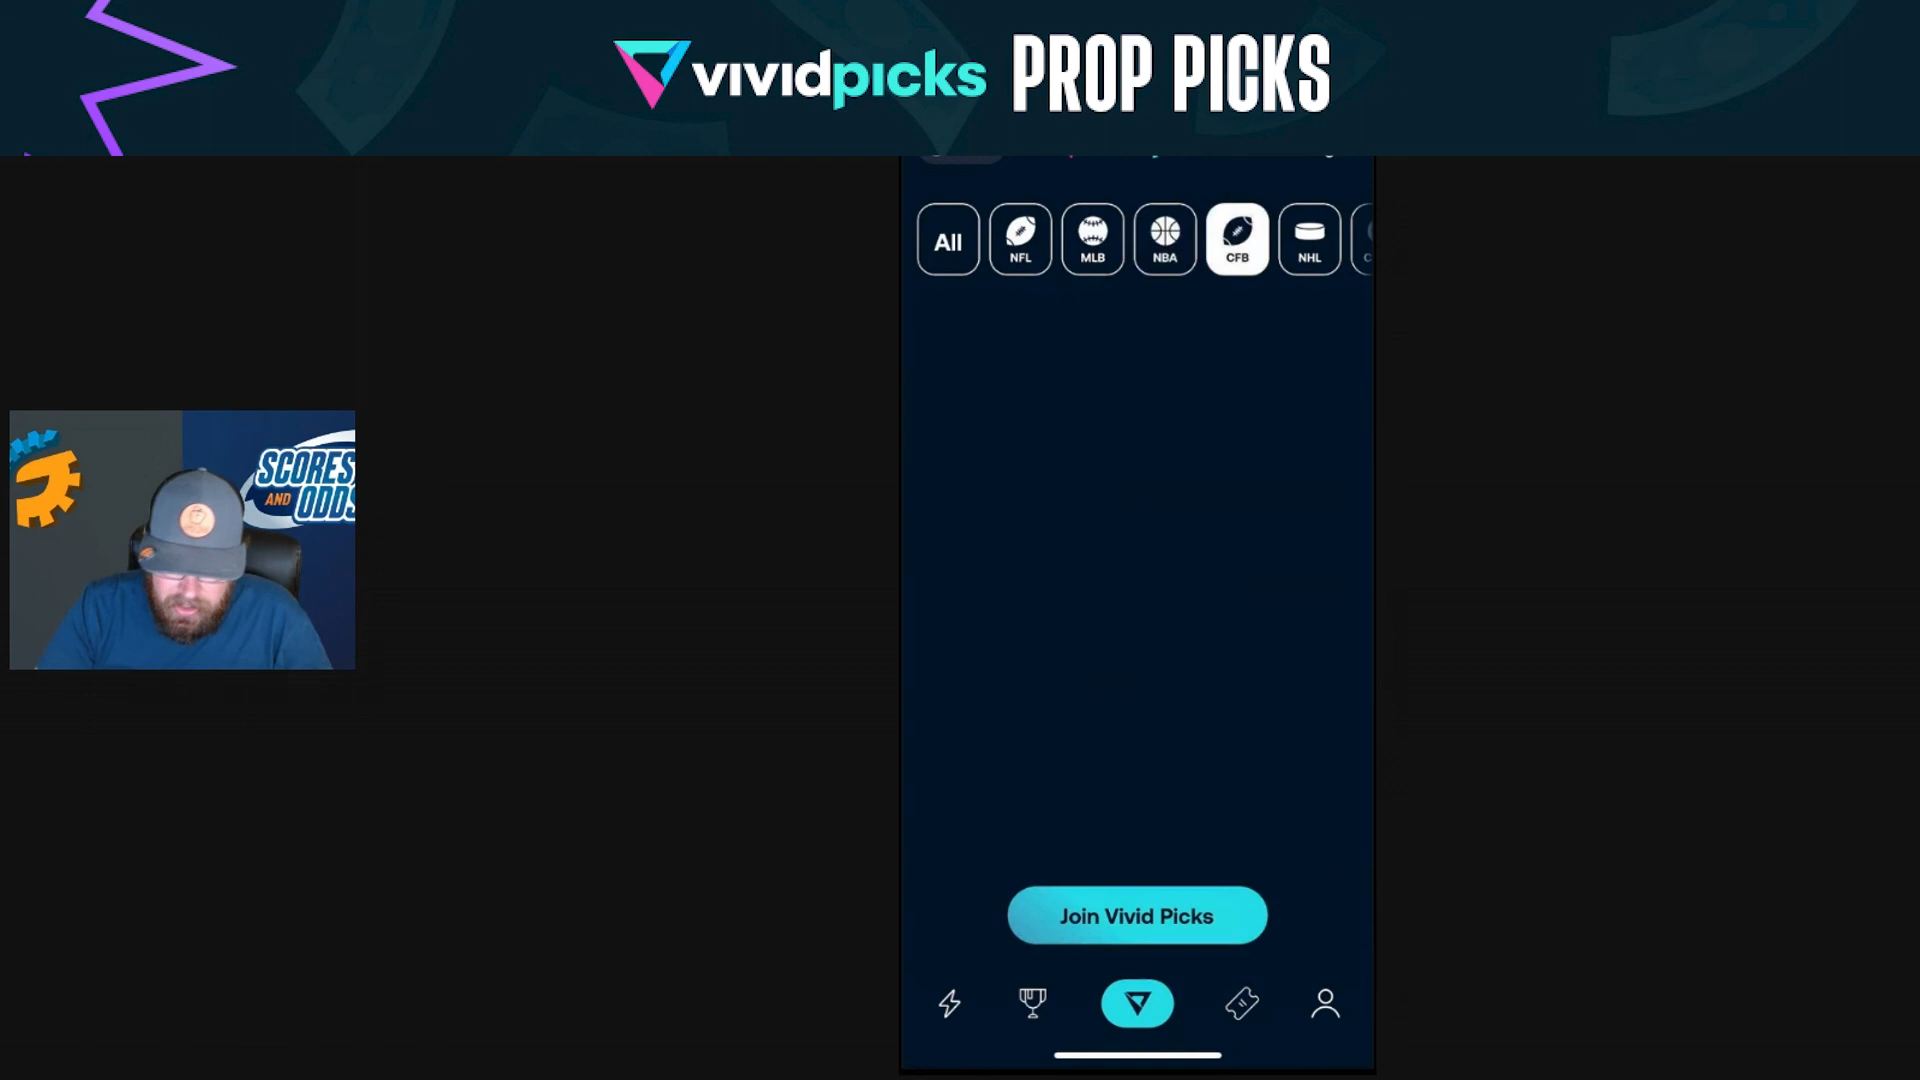 vividpicks PROP PICKS
All
NFL
MLB
NBA
CFB
NHL
SCORES
AND ODDS
Join Vivid Picks